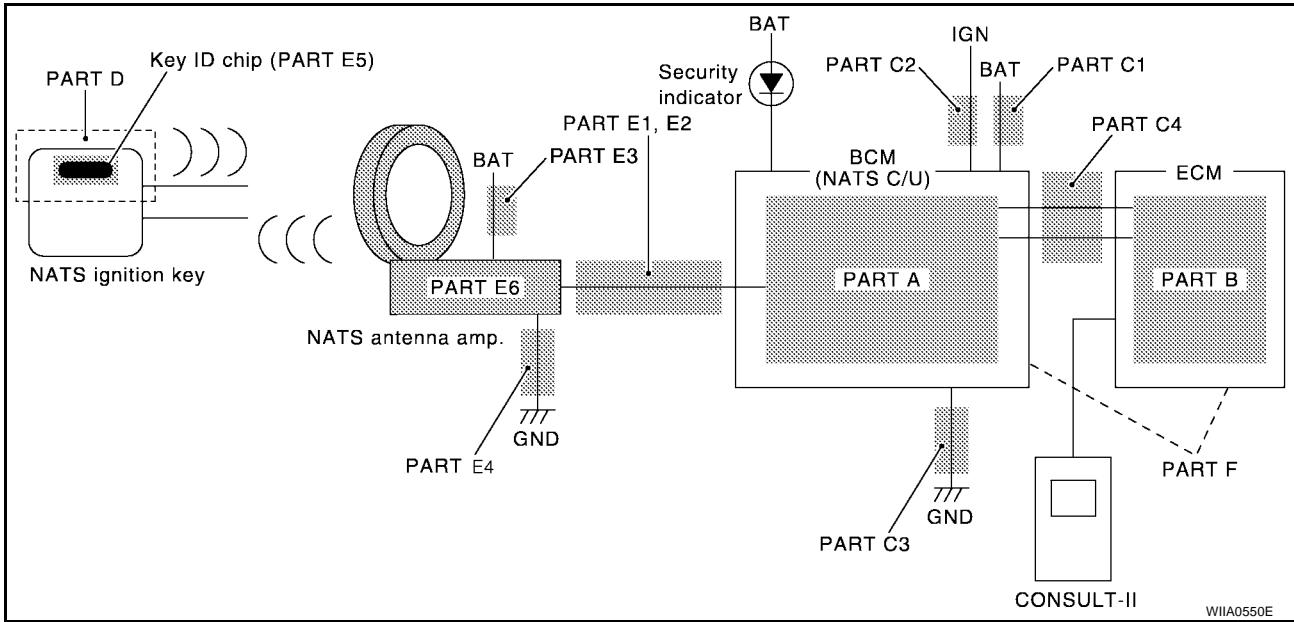 BAT
IGN
Key ID chip (PART E5)
PART C2
PART C1
PART D
Security
indicator
BAT
PART E1, E2
PART C4
BAT
PART E3
BCM
(NATS C/U)
ECM
NATS ignition key
PART E6
PART A
PART B
NATS antenna amp.
GND
PART E4
PART F
GND
PART C3
CONSULT-II
WIIA0550E